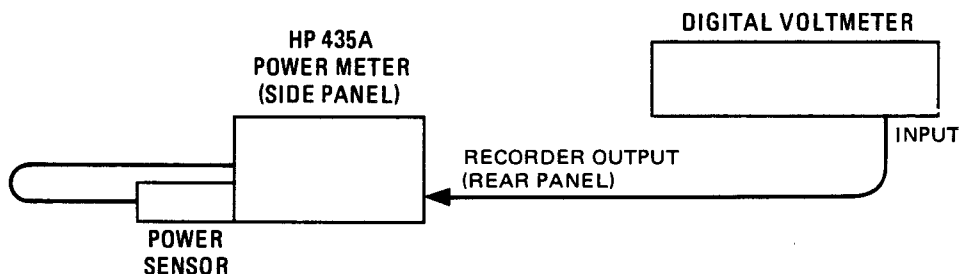 HP 435A
POWER METER
(SIDE PANEL)
DIGITAL VOLTMETER
INPUT
RECORDER OUTPUT
(REAR PANEL)
POWER
SENSOR